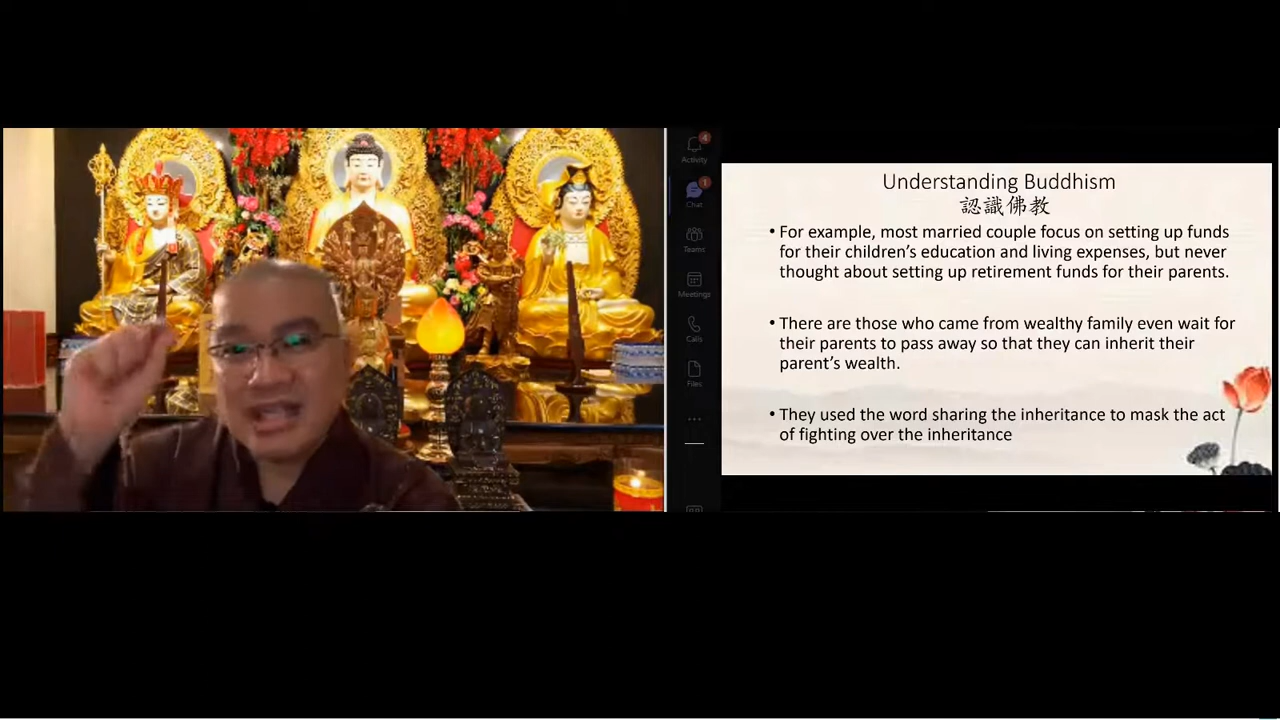 Activity
4
Chat
1
Teams
Meetings
Calls
Files
Understanding Buddhism
認識佛教
• For example, most married couple focus on setting up funds
for their children's education and living expenses, but never
thought about setting up retirement funds for their parents.
• There are those who came from wealthy family even wait for
their parents to pass away so that they can inherit their
parent's wealth.
• They used the word sharing the inheritance to mask the act
of fighting over the inheritance